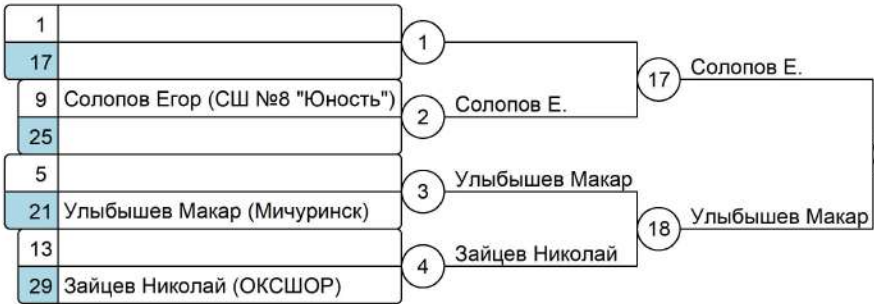 1
17
1
17
Солопов Е.
9
Солопов Егор (СШ №8 "Юность")
2
Солопов Е.
25
5
3
Улыбышев Макар
21
Улыбышев Макар (Мичуринск)
18
Улыбышев Макар
13
4
Зайцев Николай
29
Зайцев Николай (ОКСШОР)